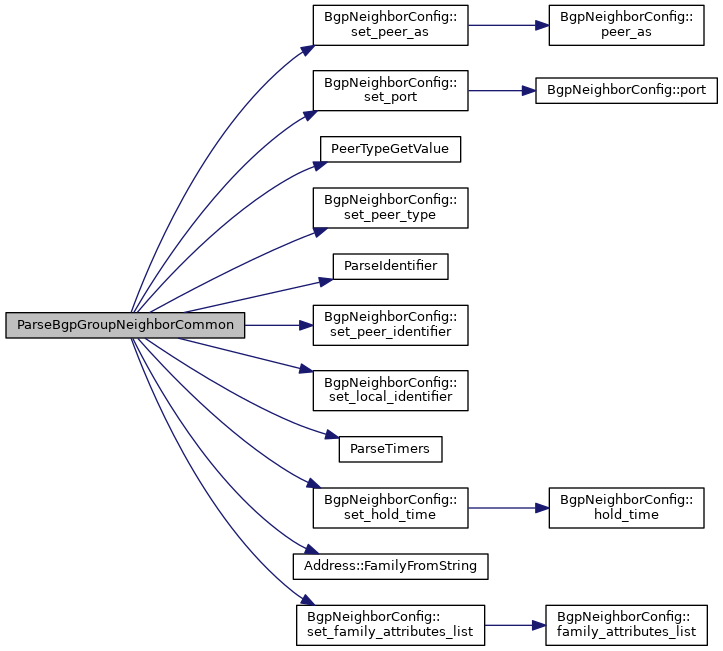 BgpNeighborConfig::
set_peer_as
BgpNeighborConfig::
peer_as
BgpNeighborConfig::
set_port
BgpNeighborConfig::port
PeerTypeGetValue
BgpNeighborConfig::
set_peer_type
ParseIdentifier
ParseBgpGroupNeighborCommon
BgpNeighborConfig::
set_peer_identifier
BgpNeighborConfig::
set_local_identifier
ParseTimers
BgpNeighborConfig::
set_hold_time
BgpNeighborConfig::
hold_time
Address::FamilyFromString
BgpNeighborConfig::
set_family_attributes_list
BgpNeighborConfig::
family_attributes_list